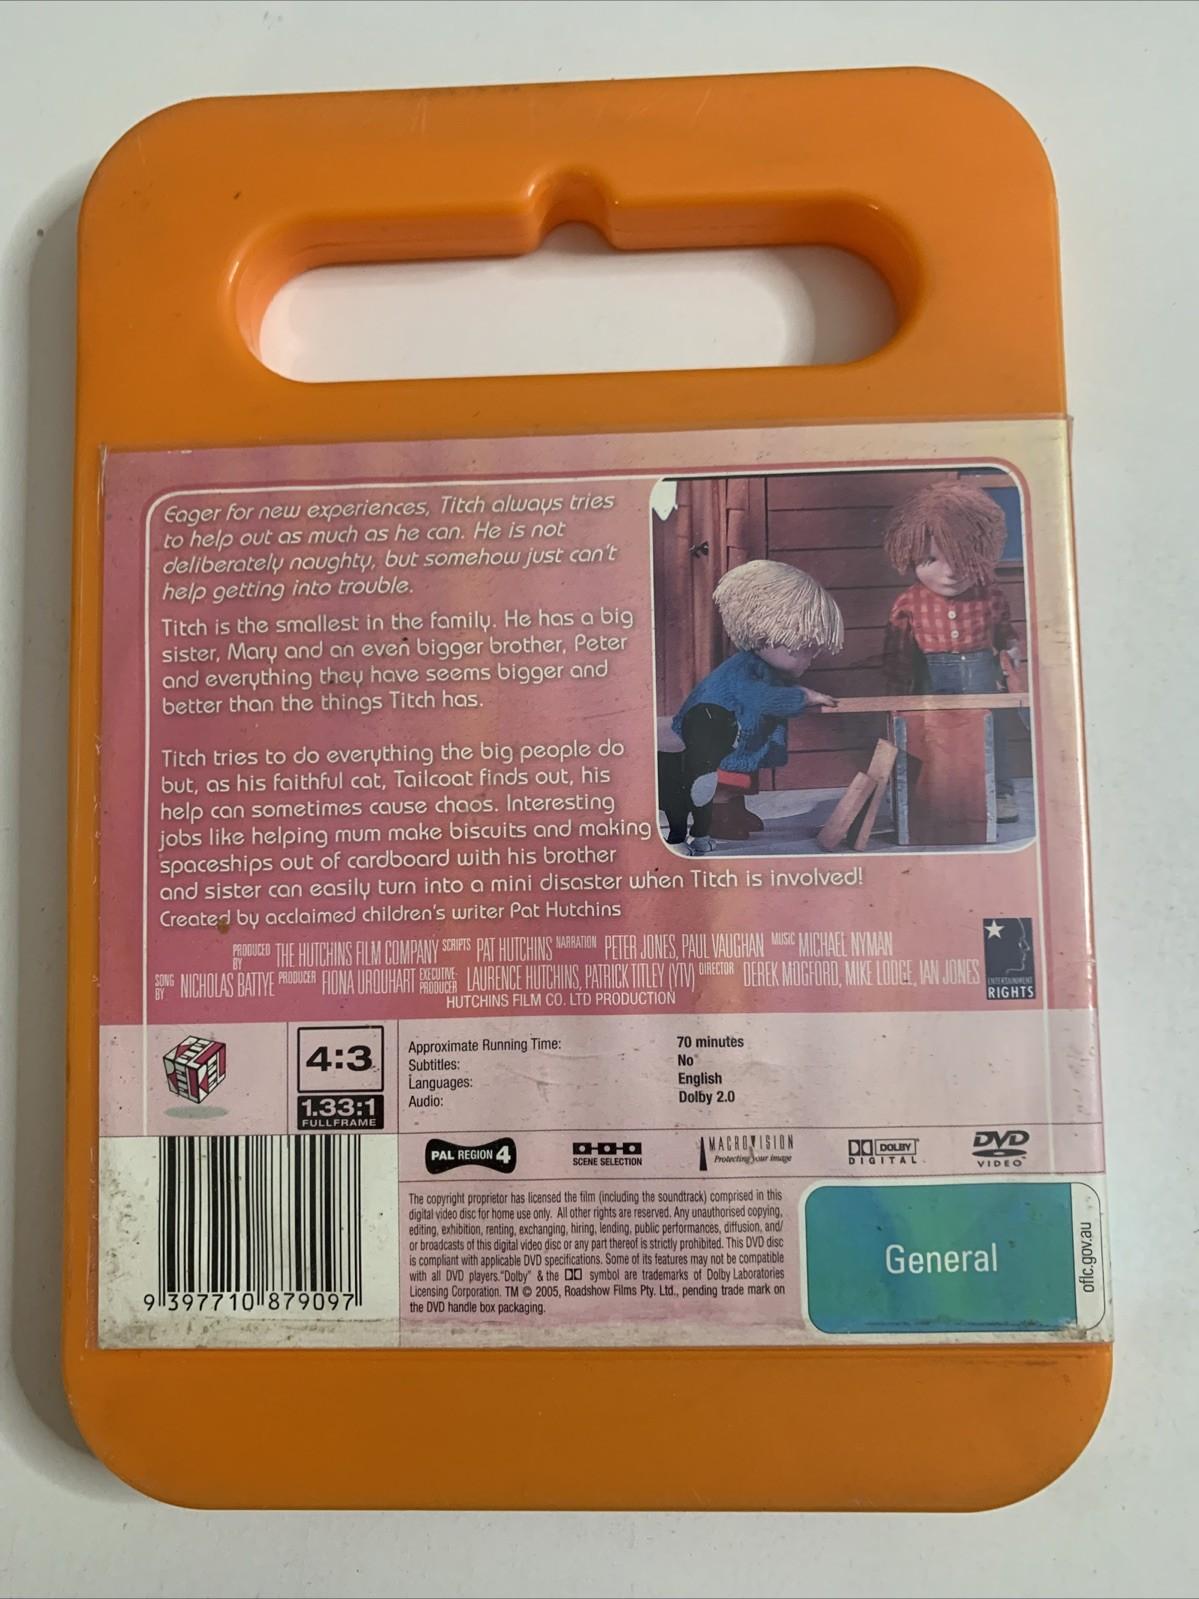 Eager for new experiences, Titch always tries
to help out as much as he can. He is not
deliberately naughty, but somehow just can't
help getting into trouble.
Titch is the smallest in the family. He has a big
sister, Mary and an even bigger brother, Peter
and everything they have seems bigger and
better than the things Titch has.
Titch tries to do everything the big people do
but, as his faithful cat, Tailcoat finds out, his
help can sometimes cause chaos. Interesting
jobs like helping mum make biscuits and making
spaceships out of cardboard with his brother
and sister can easily turn into a mini disaster when Titch is involved!
Created by acclaimed children's writer Pat Hutchins
PRODUCED BY THE HUTCHINS FILM COMPANY SCRIPTS PAT HUTCHINS NARRATION PETER JONES, PAUL VAUGHAN MUSIC MICHAEL NYMAN
SONG BY NICHOLAS BATTYE PRODUCER FIONA URQUHART EXECUTIVE PRODUCER LAURENCE HUTCHINS, PATRICK TITLEY (YTV) DIRECTOR DEREK MOGFORD, MIKE LODGE, IAN JONES
HUTCHINS FILM CO. LTD PRODUCTION
ENTERTAINMENT
RIGHTS
4:3
1.33:1
FULLFRAME
Approximate Running Time: 70 minutes
Subtitles: No
Languages: English
Audio: Dolby 2.0
PAL REGION 4
SCENE SELECTION
MACROVISION
Protecting your image
DOLBY
DIGITAL
DVD
VIDEO
9 397710 879097
The copyright proprietor has licensed the film (including the soundtrack) comprised in this
digital video disc for home use only. All other rights are reserved. Any unauthorised copying,
editing, exhibition, renting, exchanging, hiring, lending, public performances, diffusion, and/
or broadcasts of this digital video disc or any part thereof is strictly prohibited. This DVD disc
is compliant with applicable DVD specifications. Some of its features may not be compatible
with all DVD players. "Dolby" & the DD symbol are trademarks of Dolby Laboratories
Licensing Corporation. TM © 2005, Roadshow Films Pty. Ltd., pending trade mark on
the DVD handle box packaging.
General
oflc.gov.au